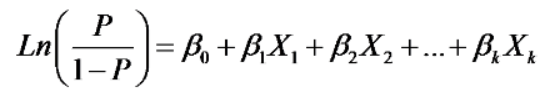 Ln(P / (1 − P)) = β₀ + β₁X₁ + β₂X₂ + ... + βₖXₖ